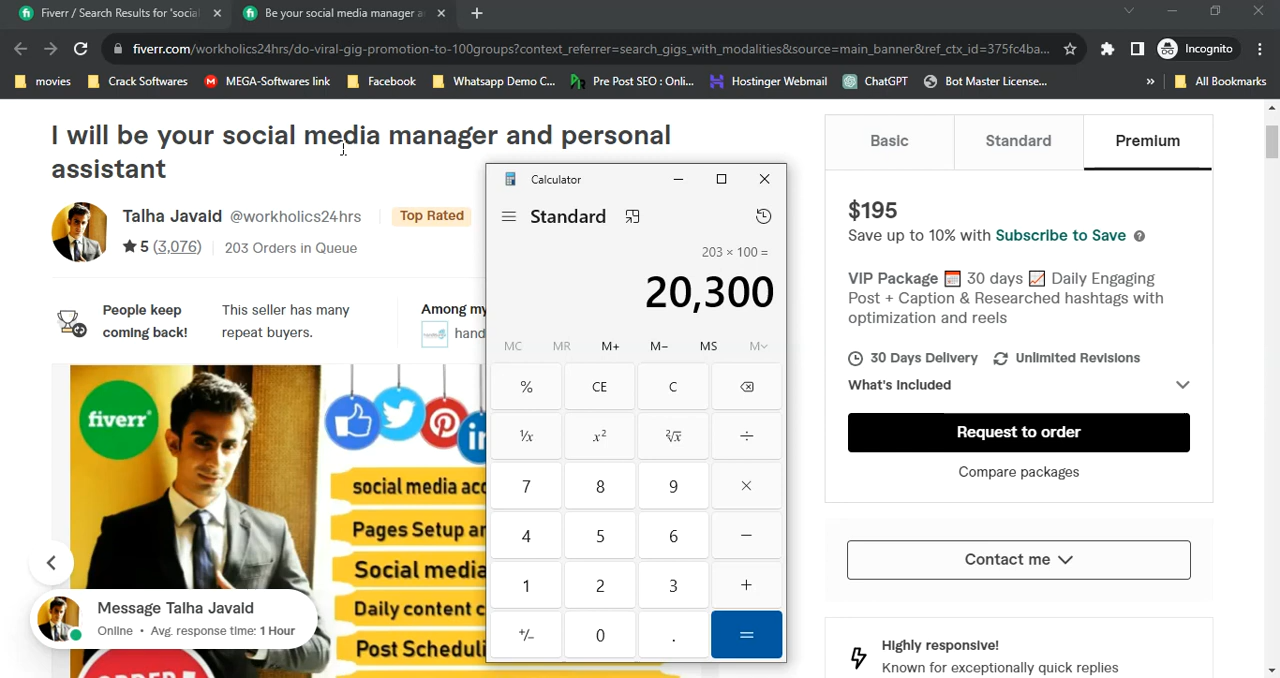 Fiverr / Search Results for 'social
Be your social media manager a
fiverr.com/workholics24hrs/do-viral-gig-promotion-to-100groups?context_referrer=search_gigs_with_modalities&source=main_banner&ref_ctx_id=375fc4ba...
Incognito
movies
Crack Softwares
MEGA-Softwares link
Facebook
Whatsapp Demo C...
Pre Post SEO : Onli...
Hostinger Webmail
ChatGPT
Bot Master License...
»
All Bookmarks
I will be your social media manager and personal
assistant
Talha Javaid @workholics24hrs
Top Rated
5 (3,076)
203 Orders in Queue
People keep
coming back!
This seller has many
repeat buyers.
Among my
hand
fiverr
social media acc
Pages Setup an
Social media
Daily content c
Post Scheduli
Message Talha Javaid
Online • Avg. response time: 1 Hour
Calculator
Standard
203 × 100 =
20,300
MC MR M+ M− MS M
% CE C
¹/x x² ²√x ÷
7 8 9 ×
4 5 6 −
1 2 3 +
+/− 0 . =
Basic
Standard
Premium
$195
Save up to 10% with Subscribe to Save
VIP Package 30 days Daily Engaging
Post + Caption & Researched hashtags with
optimization and reels
30 Days Delivery
Unlimited Revisions
What's Included
Request to order
Compare packages
Contact me
Highly responsive!
Known for exceptionally quick replies